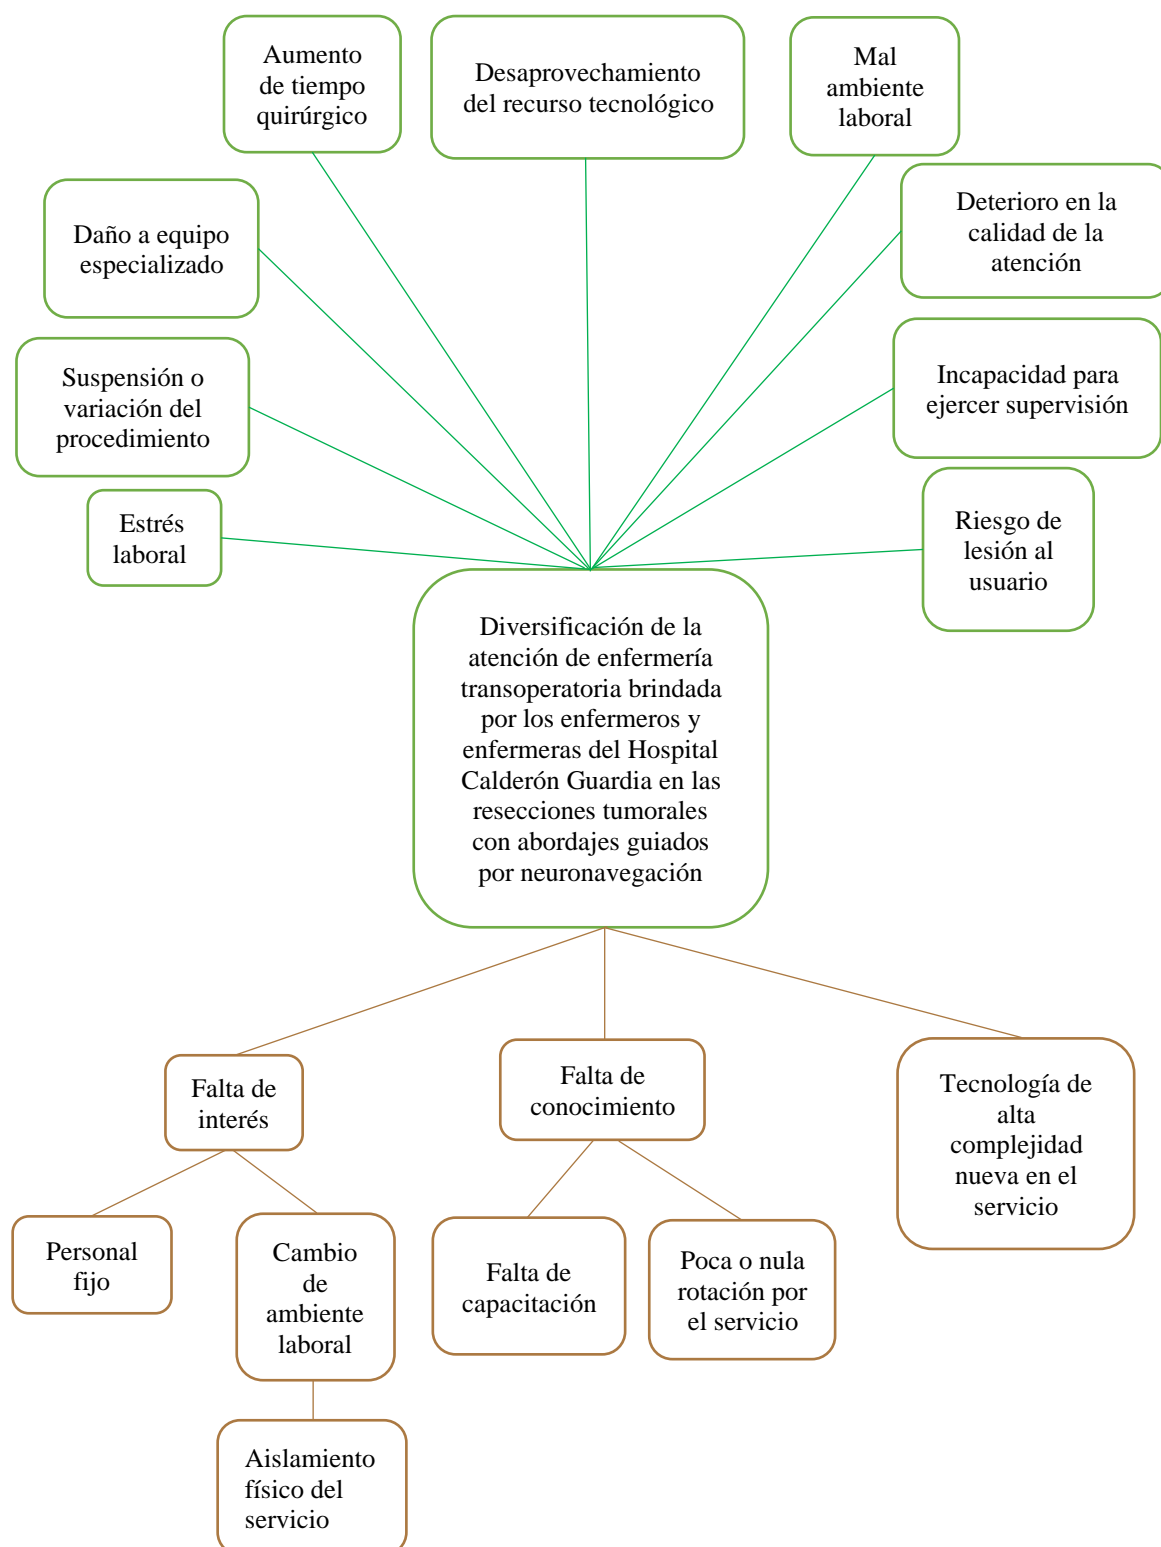 Aumento
de tiempo
quirúrgico
Desaprovechamiento
del recurso tecnológico
Mal
ambiente
laboral
Daño a equipo
especializado
Deterioro en la
calidad de la
atención
Suspensión o
variación del
procedimiento
Incapacidad para
ejercer supervisión
Estrés
laboral
Riesgo de
lesión al
usuario
Diversificación de la
atención de enfermería
transoperatoria brindada
por los enfermeros y
enfermeras del Hospital
Calderón Guardia en las
resecciones tumorales
con abordajes guiados
por neuronavegación
Falta de
interés
Falta de
conocimiento
Tecnología de
alta
complejidad
nueva en el
servicio
Personal
fijo
Cambio
de
ambiente
laboral
Falta de
capacitación
Poca o nula
rotación por
el servicio
Aislamiento
físico del
servicio